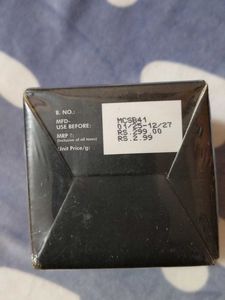 B. NO.: MCSB41
MFD- 01/25-12/27
USE BEFORE:
MRP ₹: RS.299.00
(Inclusive of all taxes)
Unit Price/g: RS.2.99